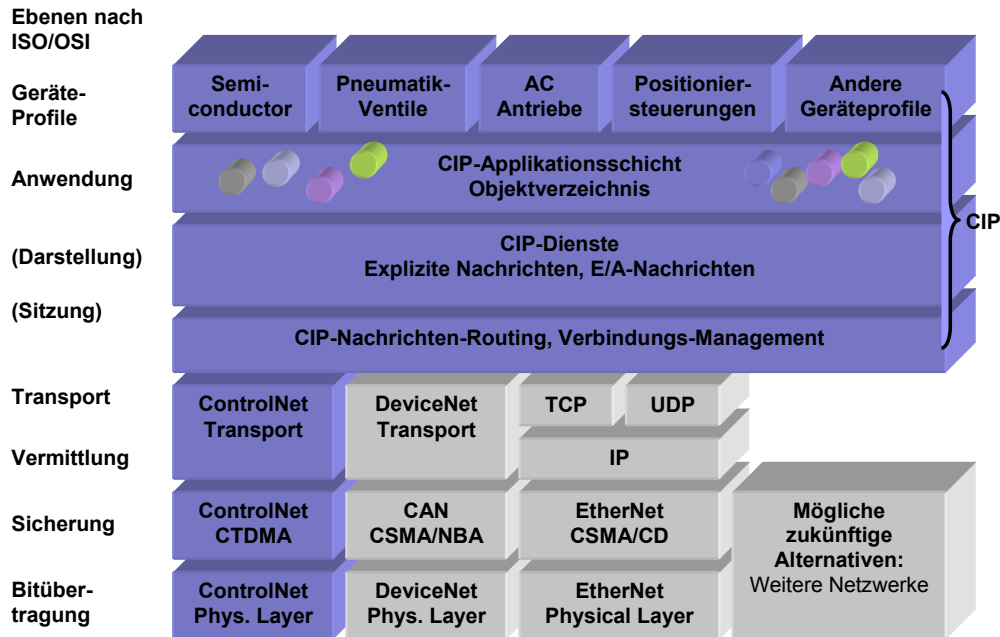 Ebenen nach
ISO/OSI
Geräte-
Profile
Semi-
conductor
Pneumatik-
Ventile
AC
Antriebe
Positionier-
steuerungen
Andere
Geräteprofile
Anwendung
CIP-Applikationsschicht
Objektverzeichnis
CIP
(Darstellung)
CIP-Dienste
Explizite Nachrichten, E/A-Nachrichten
(Sitzung)
CIP-Nachrichten-Routing, Verbindungs-Management
Transport
ControlNet
Transport
DeviceNet
Transport
TCP
UDP
Vermittlung
IP
Sicherung
ControlNet
CTDMA
CAN
CSMA/NBA
EtherNet
CSMA/CD
Mögliche
zukünftige
Alternativen:
Weitere Netzwerke
Bitüber-
tragung
ControlNet
Phys. Layer
DeviceNet
Phys. Layer
EtherNet
Physical Layer